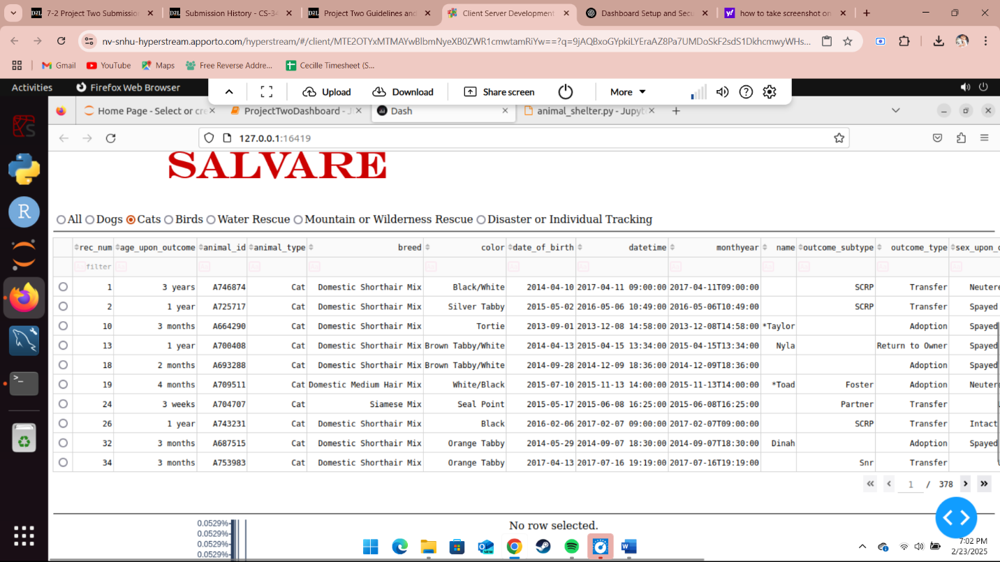 7-2 Project Two Submission
Submission History - CS-34
Project Two Guidelines and
Client Server Development
Dashboard Setup and Secu
how to take screenshot on
nv-snhu-hyperstream.apporto.com/hyperstream/#/client/MTE2OTYxMTMAYwBlbmNyeXB0ZWR1cmwtamRiYw==?q=9jAQBxoGYpkiLYEraAZ8Pa7UMDoSkF2sdS1DkhcmwyWHs...
Gmail
YouTube
Maps
Free Reverse Addre...
Cecille Timesheet (S...
Activities
Firefox Web Browser
Upload
Download
Share screen
More
Home Page - Select or cre
ProjectTwoDashboard - J
Dash
animal_shelter.py - Jupyt
127.0.0.1:16419
SALVARE
All Dogs Cats Birds Water Rescue Mountain or Wilderness Rescue Disaster or Individual Tracking
rec_num age_upon_outcome animal_id animal_type breed color date_of_birth datetime monthyear name outcome_subtype outcome_type sex_upon_o
Aa filter Aa Aa Aa Aa Aa Aa Aa Aa Aa Aa Aa Aa
1 3 years A746874 Cat Domestic Shorthair Mix Black/White 2014-04-10 2017-04-11 09:00:00 2017-04-11T09:00:00 SCRP Transfer Neutere
2 1 year A725717 Cat Domestic Shorthair Mix Silver Tabby 2015-05-02 2016-05-06 10:49:00 2016-05-06T10:49:00 SCRP Transfer Spayed
10 3 months A664290 Cat Domestic Shorthair Mix Tortie 2013-09-01 2013-12-08 14:58:00 2013-12-08T14:58:00 *Taylor Adoption Spayed
13 1 year A700408 Cat Domestic Shorthair Mix Brown Tabby/White 2014-04-13 2015-04-15 13:34:00 2015-04-15T13:34:00 Nyla Return to Owner Spayed
18 2 months A693288 Cat Domestic Shorthair Mix Brown Tabby/White 2014-09-28 2014-12-09 18:36:00 2014-12-09T18:36:00 Adoption Spayed
19 4 months A709511 Cat Domestic Medium Hair Mix White/Black 2015-07-10 2015-11-13 14:00:00 2015-11-13T14:00:00 *Toad Foster Adoption Neutere
24 3 weeks A704707 Cat Siamese Mix Seal Point 2015-05-17 2015-06-08 16:25:00 2015-06-08T16:25:00 Partner Transfer
26 1 year A743231 Cat Domestic Shorthair Mix Black 2016-02-06 2017-02-07 09:00:00 2017-02-07T09:00:00 SCRP Transfer Intact
32 3 months A687515 Cat Domestic Shorthair Mix Orange Tabby 2014-05-29 2014-09-07 18:30:00 2014-09-07T18:30:00 Dinah Adoption Spayed
34 3 months A753983 Cat Domestic Shorthair Mix Orange Tabby 2017-04-13 2017-07-16 19:19:00 2017-07-16T19:19:00 Snr Transfer
1 / 378
0.0529%
0.0529%
0.0529%
0.0529%
No row selected.
7:02 PM
2/23/2025